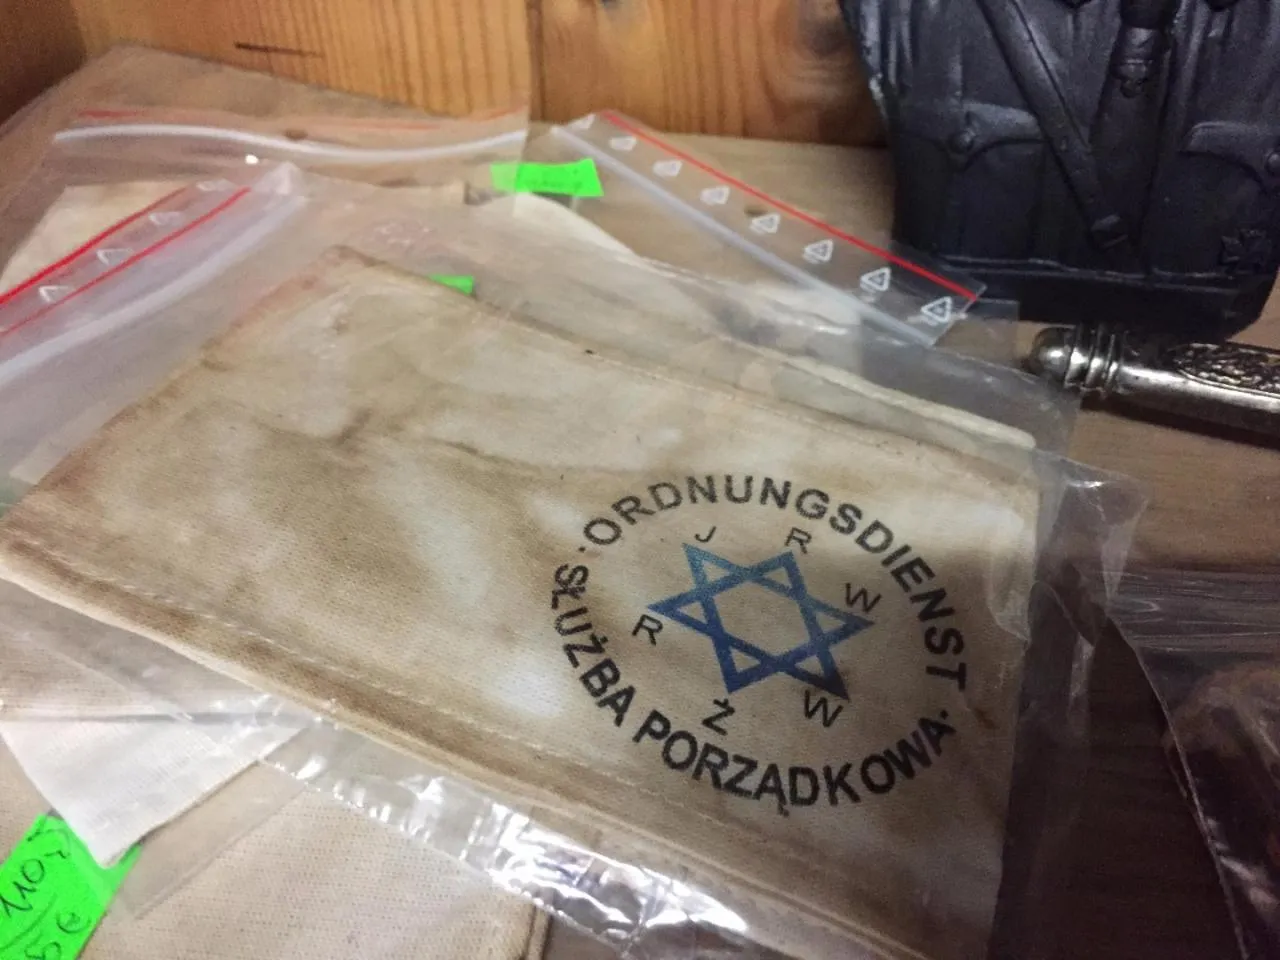 · ORDNUNGSDIENST ·
J R
W
R
Ż W
SŁUŻBA PORZĄDKOWA